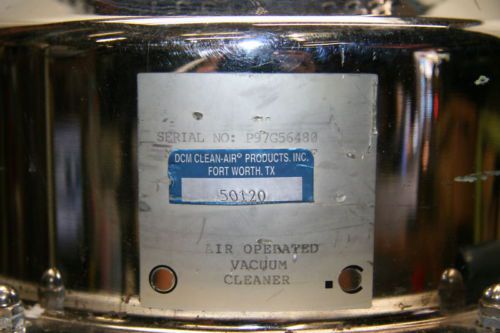 SERIAL NO: P97G56480
DCM CLEAN-AIR® PRODUCTS, INC.
FORT WORTH, TX
50120
AIR OPERATED
VACUUM
CLEANER